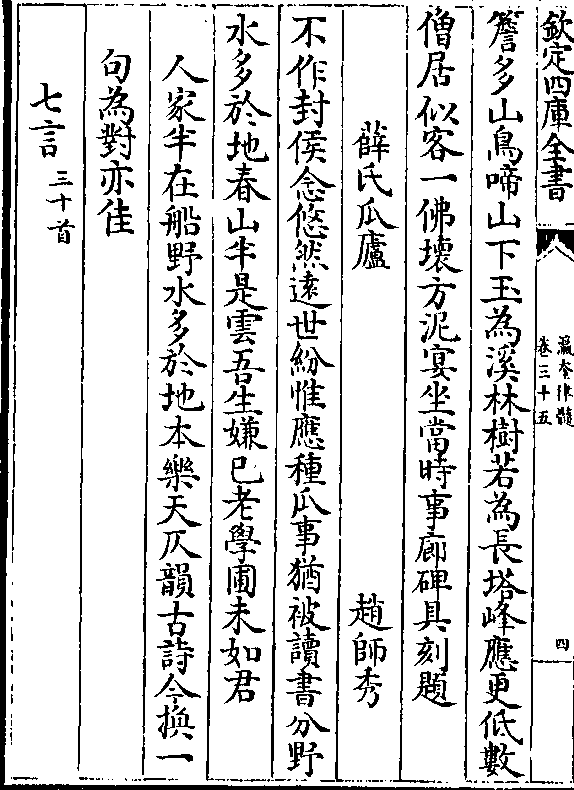 欽定四庫全書
瀛奎律髓
卷三十五
四
簷多山鳥啼山下玉為溪林樹若為長塔峰應更低數
僧居似客一佛壞方泥宴坐當時事廊碑具刻題
薛氏瓜廬
趙師秀
不作封侯念悠然遠世紛惟應種瓜事猶被讀書分野
水多於地春山半是雲吾生嫌已老學圃未如君
人家半在船野水多於地本樂天仄韻古詩今換一
句為對亦佳
七言
三十首